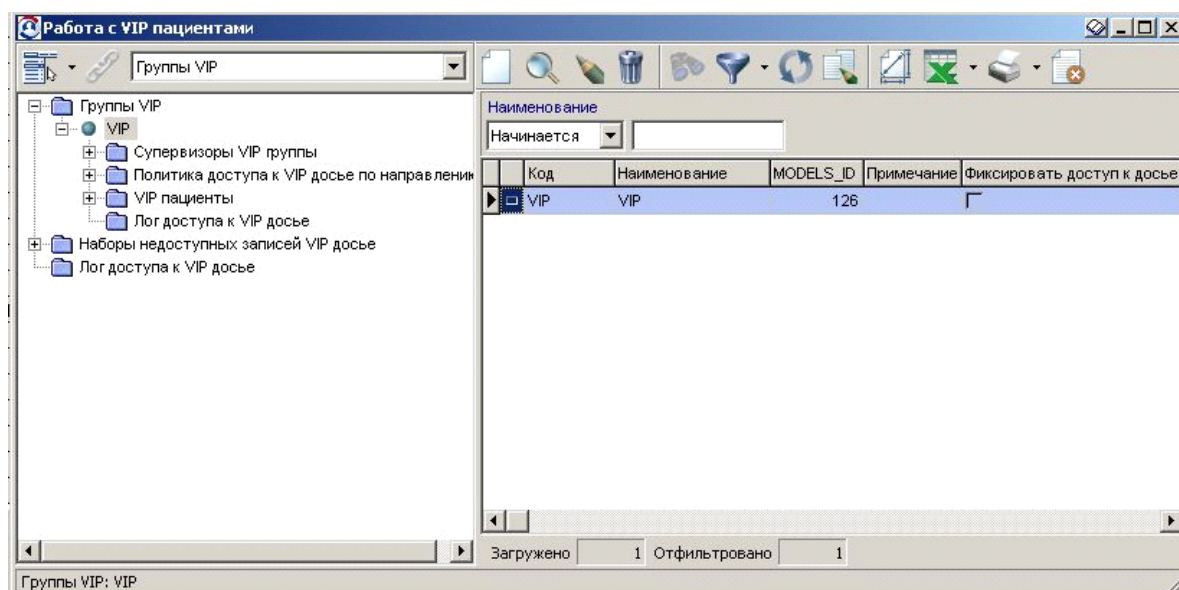 Работа с VIP пациентами
Группы VIP
Группы VIP
VIP
Супервизоры VIP группы
Политика доступа к VIP досье по направлени
VIP пациенты
Лог доступа к VIP досье
Наборы недоступных записей VIP досье
Лог доступа к VIP досье
Наименование
Начинается
Код Наименование MODELS_ID Примечание Фиксировать доступ к досье
VIP VIP 126
Загружено 1 Отфильтровано 1
Группы VIP: VIP